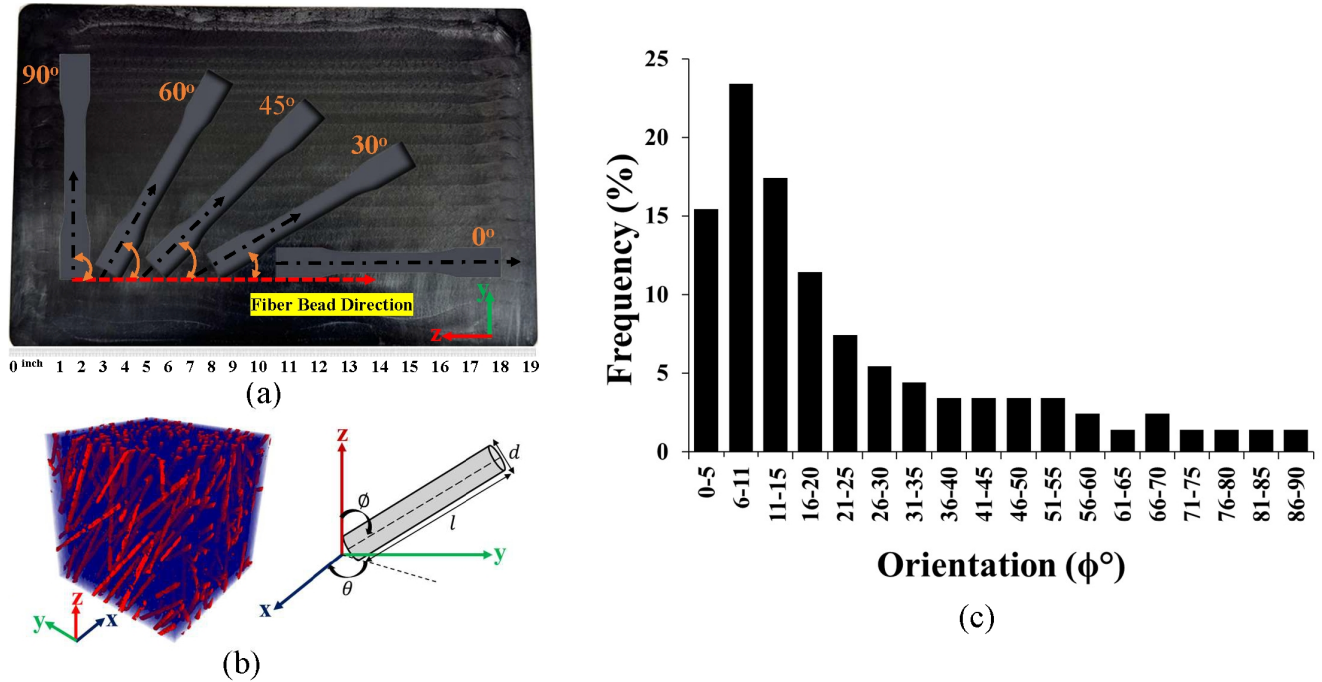 90°
60°
45°
30°
0°
Fiber Bead Direction
y
z
0 inch 1 2 3 4 5 6 7 8 9 10 11 12 13 14 15 16 17 18 19
(a)
z
y
x
z
ϕ
d
l
y
x
θ
(b)
Frequency (%)
25
20
15
10
5
0
0-5
6-11
11-15
16-20
21-25
26-30
31-35
36-40
41-45
46-50
51-55
56-60
61-65
66-70
71-75
76-80
81-85
86-90
Orientation (ϕ°)
(c)